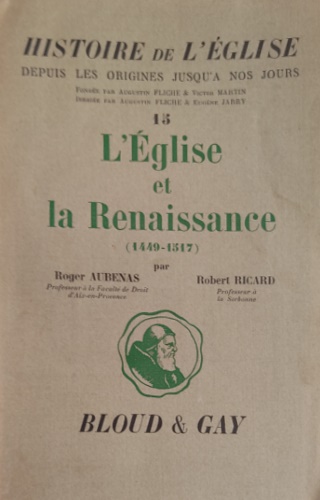 HISTOIRE DE L'ÉGLISE
DEPUIS LES ORIGINES JUSQU'A NOS JOURS
Fondée par Augustin FLICHE & Victor MARTIN
Dirigée par Augustin FLICHE & Eugène JARRY
15
L'Église
et
la Renaissance
(1449-1517)
par
Roger AUBENAS
Professeur à la Faculté de Droit
d'Aix-en-Provence
Robert RICARD
Professeur à
la Sorbonne
BLOUD & GAY